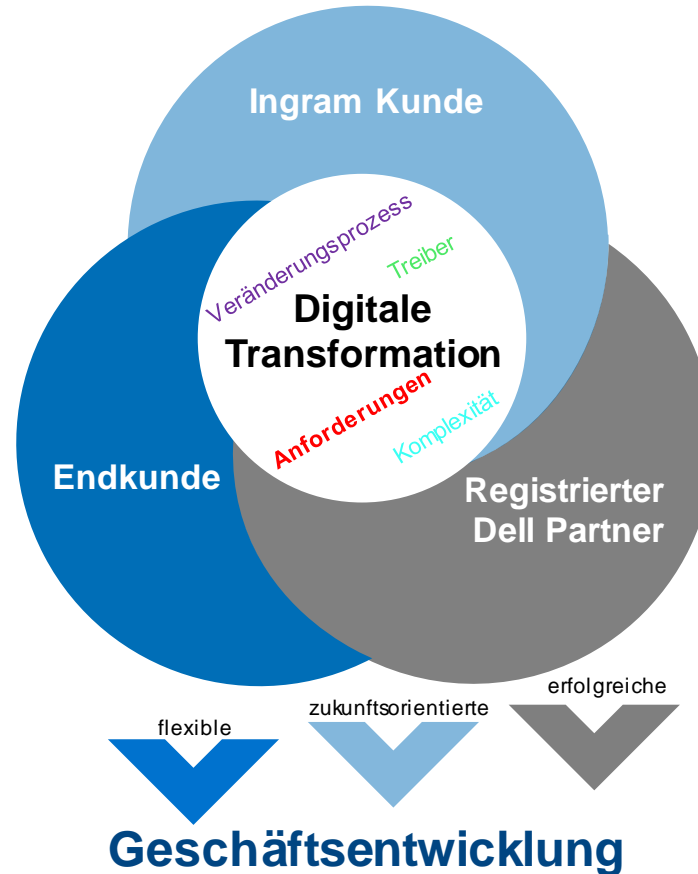 Ingram Kunde
Veränderungsprozess
Treiber
Digitale
Transformation
Anforderungen
Komplexität
Endkunde
Registrierter
Dell Partner
flexible
zukunftsorientierte
erfolgreiche
Geschäftsentwicklung